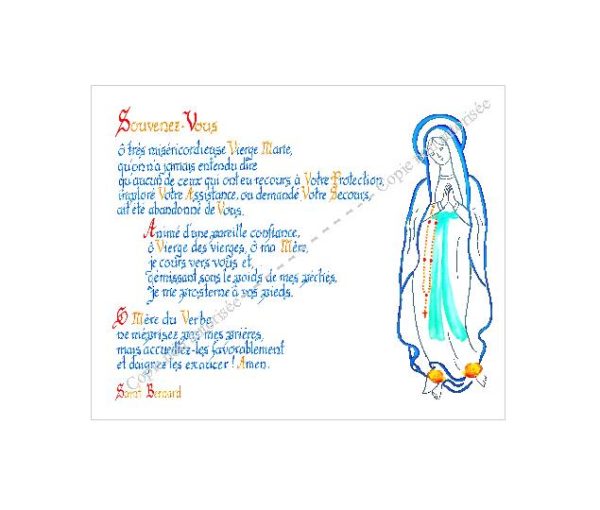 Souvenez-Vous
ô très miséricordieuse Vierge Marie,
qu'on n'a jamais entendu dire
qu'aucun de ceux qui ont eu recours à Votre Protection,
imploré Votre Assistance, ou demandé Votre Secours,
ait été abandonné de Vous.
Animé d'une pareille confiance,
ô Vierge des vierges, ô ma Mère,
je cours vers vous et,
gémissant sous le poids de mes péchés,
je me prosterne à vos pieds.
Ô Mère du Verbe,
ne méprisez pas mes prières,
mais accueillez-les favorablement
et daignez les exaucer ! Amen.
Saint Bernard
Copie
Copie